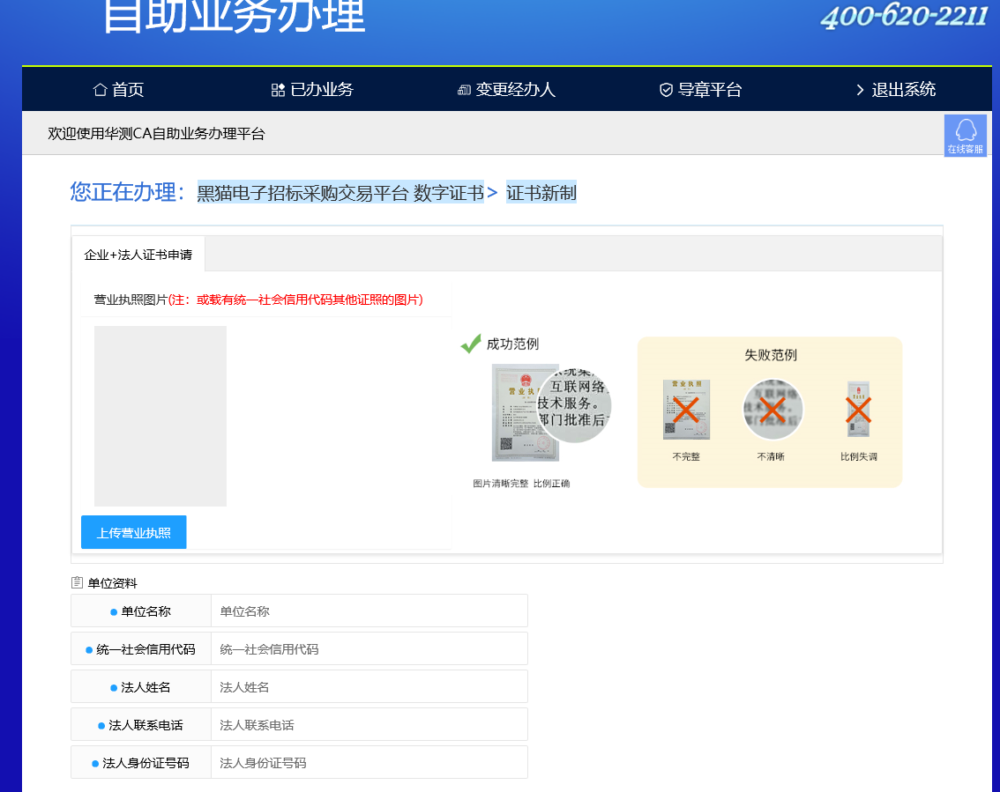 自助业务办理
400-620-2211
首页 已办业务 变更经办人 导章平台 退出系统
欢迎使用华测CA自助业务办理平台
在线客服
您正在办理：黑猫电子招标采购交易平台 数字证书> 证书新制
企业+法人证书申请
营业执照图片(注：或载有统一社会信用代码其他证照的图片)
成功范例
营业执
互联网络
技术服务。
部门批准后
图片清晰完整 比例正确
失败范例
营业执照
不完整 不清晰 比例失调
上传营业执照
单位资料
单位名称 单位名称
统一社会信用代码 统一社会信用代码
法人姓名 法人姓名
法人联系电话 法人联系电话
法人身份证号码 法人身份证号码